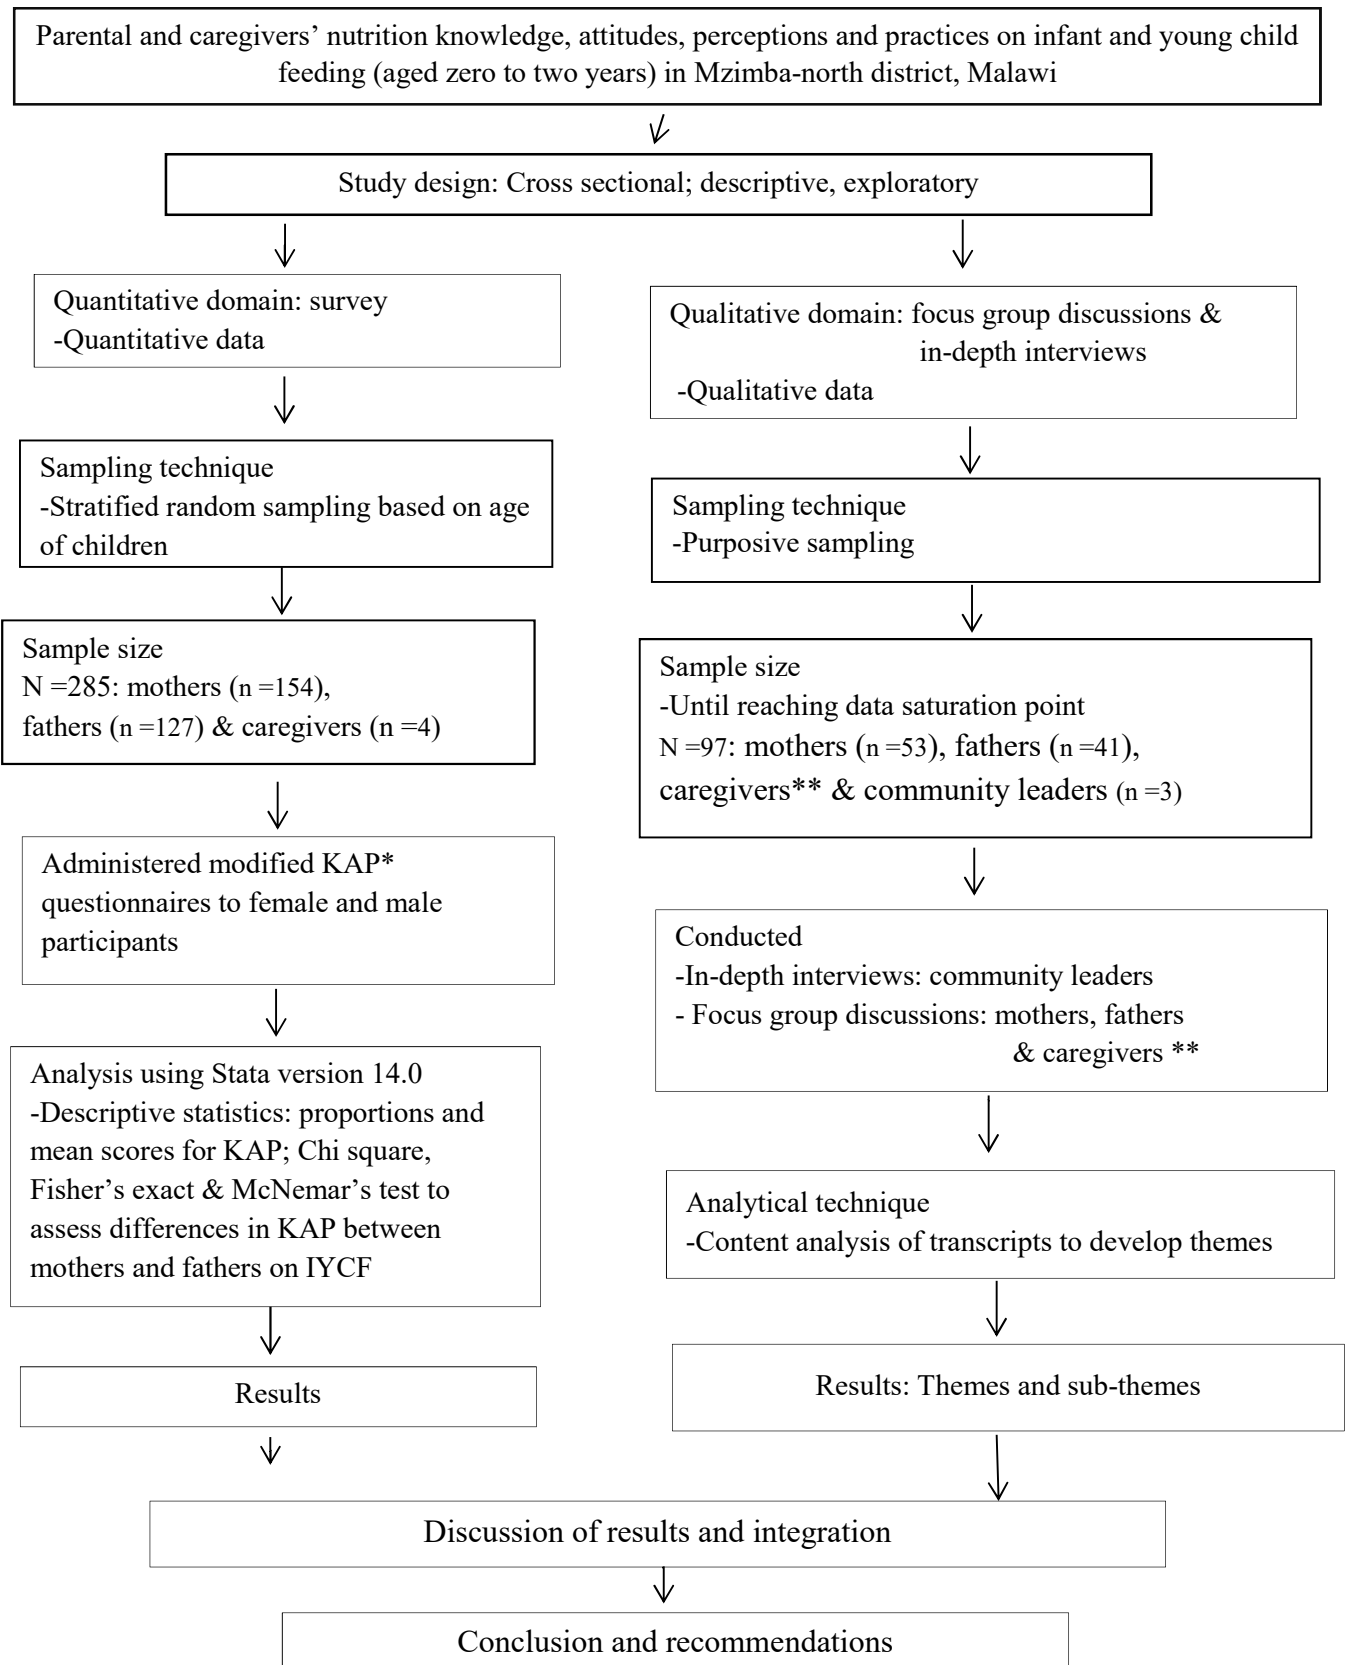 Parental and caregivers’ nutrition knowledge, attitudes, perceptions and practices on infant and young child
feeding (aged zero to two years) in Mzimba-north district, Malawi
Study design: Cross sectional; descriptive, exploratory
Quantitative domain: survey
-Quantitative data
Sampling technique
-Stratified random sampling based on age
of children
Sample size
N =285: mothers (n =154),
fathers (n =127) & caregivers (n =4)
Administered modified KAP*
questionnaires to female and male
participants
Analysis using Stata version 14.0
-Descriptive statistics: proportions and
mean scores for KAP; Chi square,
Fisher’s exact & McNemar’s test to
assess differences in KAP between
mothers and fathers on IYCF
Results
Qualitative domain: focus group discussions &
in-depth interviews
-Qualitative data
Sampling technique
-Purposive sampling
Sample size
-Until reaching data saturation point
N =97: mothers (n =53), fathers (n =41),
caregivers** & community leaders (n =3)
Conducted
-In-depth interviews: community leaders
- Focus group discussions: mothers, fathers
& caregivers **
Analytical technique
-Content analysis of transcripts to develop themes
Results: Themes and sub-themes
Discussion of results and integration
Conclusion and recommendations